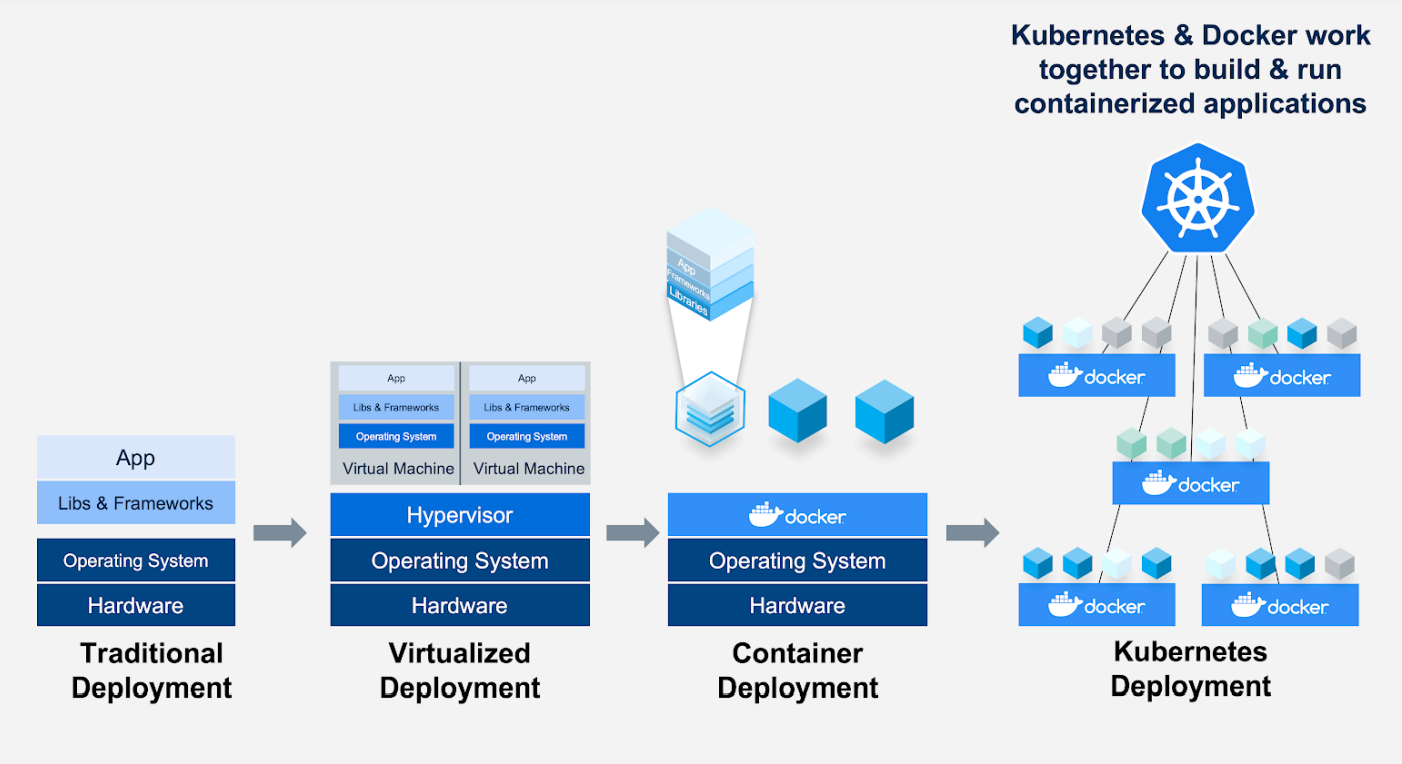 Kubernetes & Docker work
together to build & run
containerized applications
App
Libs & Frameworks
Operating System
Hardware
Traditional
Deployment
App
Libs & Frameworks
Operating System
Virtual Machine
App
Libs & Frameworks
Operating System
Virtual Machine
Hypervisor
Operating System
Hardware
Virtualized
Deployment
App
Frameworks
Libraries
docker
Operating System
Hardware
Container
Deployment
docker
docker
docker
docker
docker
Kubernetes
Deployment